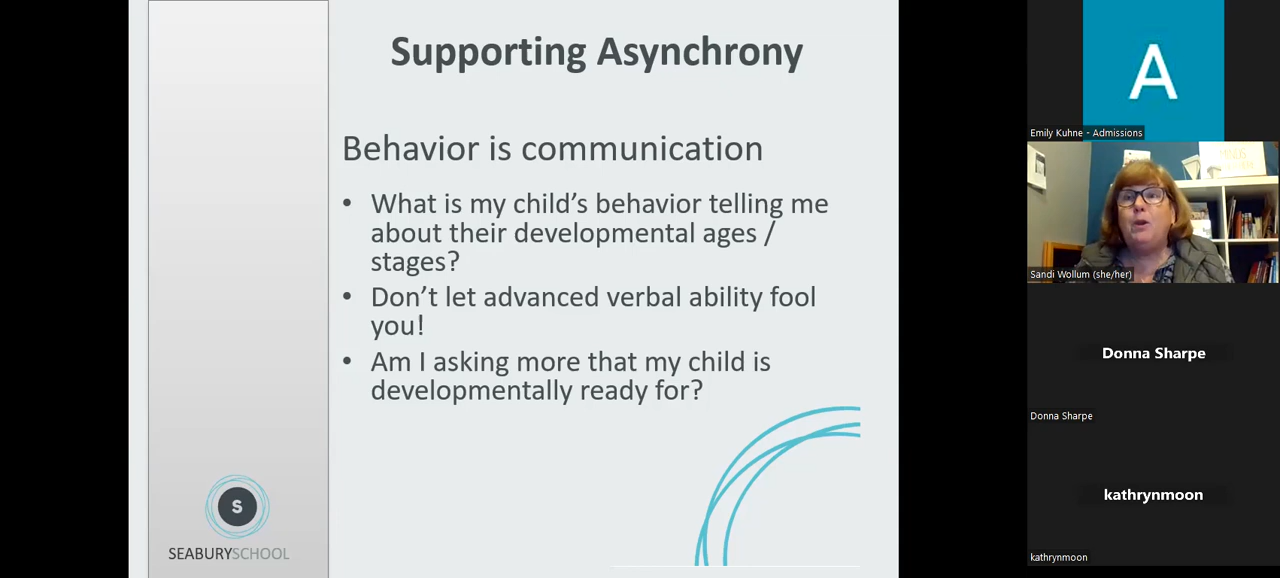 Supporting Asynchrony
Behavior is communication
• What is my child’s behavior telling me
about their developmental ages /
stages?
• Don’t let advanced verbal ability fool
you!
• Am I asking more that my child is
developmentally ready for?
S
SEABURYSCHOOL
A
Emily Kuhne - Admissions
Sandi Wollum (she/her)
Donna Sharpe
Donna Sharpe
kathrynmoon
kathrynmoon